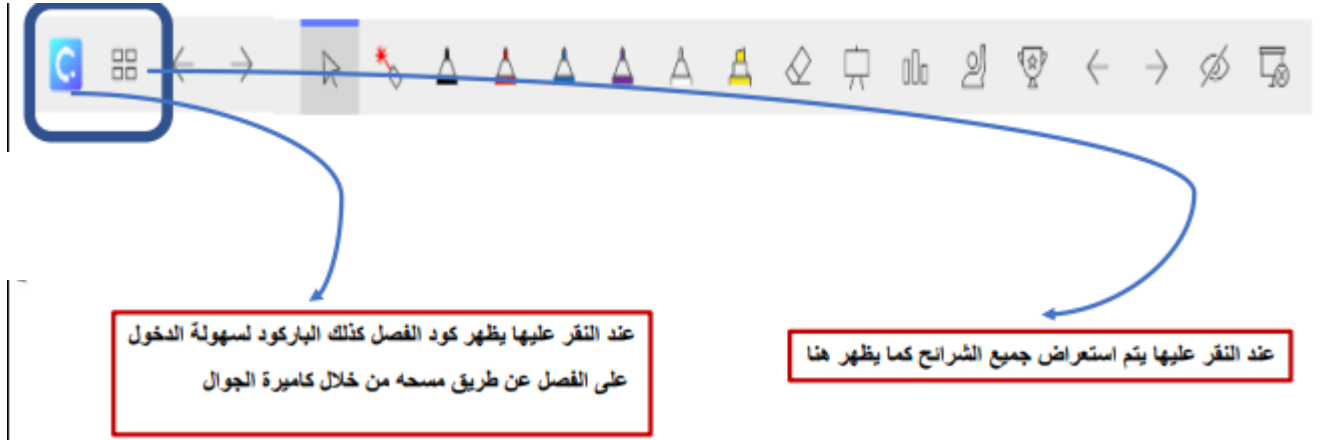 عند النقر عليها يتم استعراض جميع الشرائح كما يظهر هنا
عند النقر عليها يظهر كود الفصل كذلك الباركود لسهولة الدخول
على الفصل عن طريق مسحه من خلال كاميرة الجوال